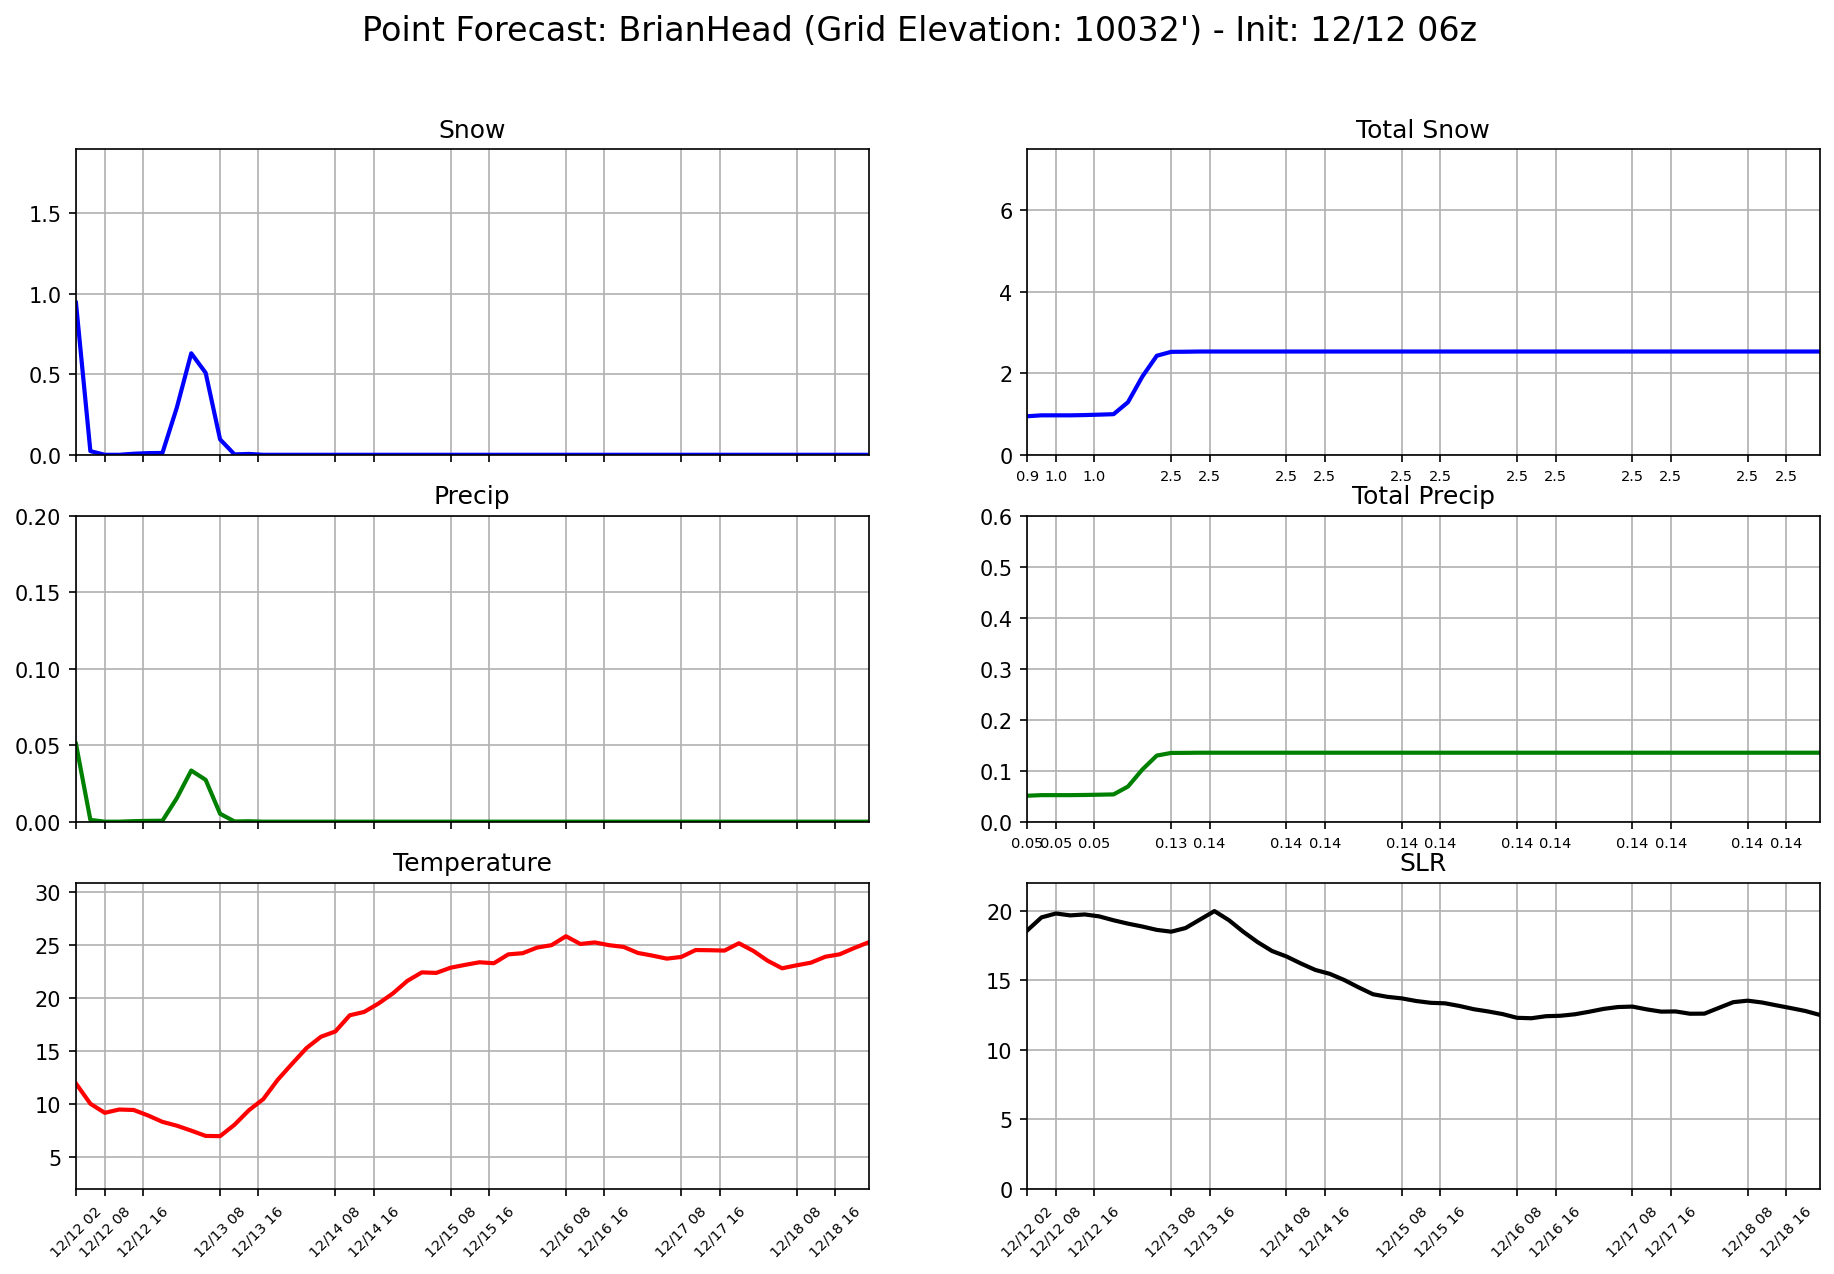 Point Forecast: BrianHead (Grid Elevation: 10032') - Init: 12/12 06z
Snow
1.5
1.0
0.5
0.0
Total Snow
6
4
2
0
0.9 1.0 1.0 2.5 2.5 2.5 2.5 2.5 2.5 2.5 2.5 2.5 2.5 2.5 2.5
Precip
0.20
0.15
0.10
0.05
0.00
Total Precip
0.6
0.5
0.4
0.3
0.2
0.1
0.0
0.05 0.05 0.05 0.13 0.14 0.14 0.14 0.14 0.14 0.14 0.14 0.14 0.14 0.14 0.14
Temperature
30
25
20
15
10
5
12/12 02 12/12 08 12/12 16 12/13 08 12/13 16 12/14 08 12/14 16 12/15 08 12/15 16 12/16 08 12/16 16 12/17 08 12/17 16 12/18 08 12/18 16
SLR
20
15
10
5
0
12/12 02 12/12 08 12/12 16 12/13 08 12/13 16 12/14 08 12/14 16 12/15 08 12/15 16 12/16 08 12/16 16 12/17 08 12/17 16 12/18 08 12/18 16